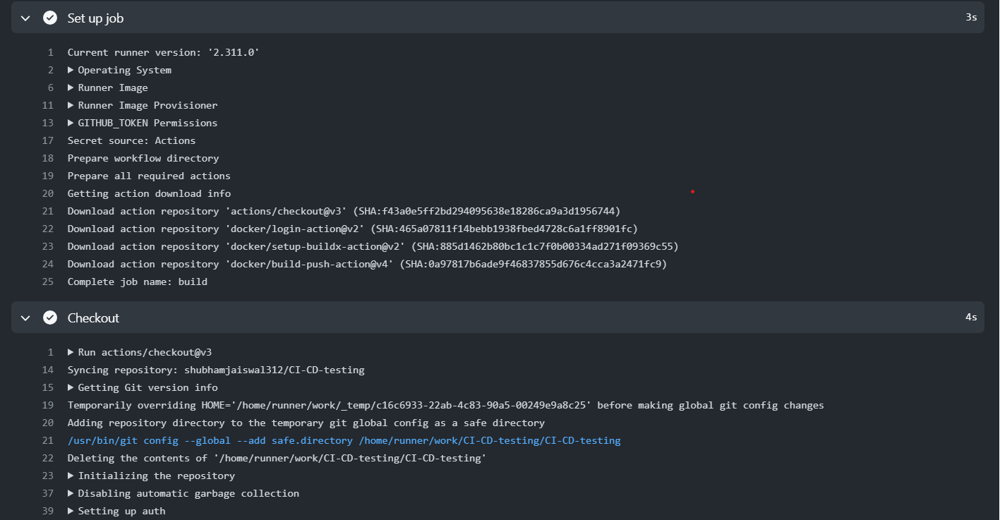 Set up job 3s
1 Current runner version: '2.311.0'
2 Operating System
6 Runner Image
11 Runner Image Provisioner
13 GITHUB_TOKEN Permissions
17 Secret source: Actions
18 Prepare workflow directory
19 Prepare all required actions
20 Getting action download info
21 Download action repository 'actions/checkout@v3' (SHA:f43a0e5ff2bd294095638e18286ca9a3d1956744)
22 Download action repository 'docker/login-action@v2' (SHA:465a07811f14bebb1938fbed4728c6a1ff8901fc)
23 Download action repository 'docker/setup-buildx-action@v2' (SHA:885d1462b80bc1c1c7f0b00334ad271f09369c55)
24 Download action repository 'docker/build-push-action@v4' (SHA:0a97817b6ade9f46837855d676c4cca3a2471fc9)
25 Complete job name: build
Checkout 4s
1 Run actions/checkout@v3
14 Syncing repository: shubhamjaiswal312/CI-CD-testing
15 Getting Git version info
19 Temporarily overriding HOME='/home/runner/work/_temp/c16c6933-22ab-4c83-90a5-00249e9a8c25' before making global git config changes
20 Adding repository directory to the temporary git global config as a safe directory
21 /usr/bin/git config --global --add safe.directory /home/runner/work/CI-CD-testing/CI-CD-testing
22 Deleting the contents of '/home/runner/work/CI-CD-testing/CI-CD-testing'
23 Initializing the repository
37 Disabling automatic garbage collection
39 Setting up auth